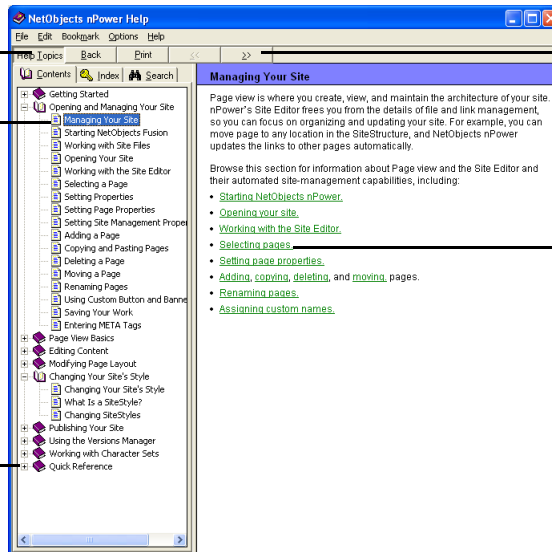 NetObjects nPower Help
File Edit Bookmark Options Help
Help Topics Back Print << >>
Contents Index Search
Getting Started
Opening and Managing Your Site
Managing Your Site
Starting NetObjects Fusion
Working with Site Files
Opening Your Site
Working with the Site Editor
Selecting a Page
Setting Properties
Setting Page Properties
Setting Site Management Proper
Adding a Page
Copying and Pasting Pages
Deleting a Page
Moving a Page
Renaming Pages
Using Custom Button and Banne
Saving Your Work
Entering META Tags
Page View Basics
Editing Content
Modifying Page Layout
Changing Your Site's Style
Changing Your Site's Style
What Is a SiteStyle?
Changing SiteStyles
Publishing Your Site
Using the Versions Manager
Working with Character Sets
Quick Reference
Managing Your Site
Page view is where you create, view, and maintain the architecture of your site.
nPower's Site Editor frees you from the details of file and link management,
so you can focus on organizing and updating your site. For example, you can
move page to any location in the SiteStructure, and NetObjects nPower
updates the links to other pages automatically.
Browse this section for information about Page view and the Site Editor and
their automated site-management capabilities, including:
• Starting NetObjects nPower.
• Opening your site.
• Working with the Site Editor.
• Selecting pages.
• Setting page properties.
• Adding, copying, deleting, and moving pages.
• Renaming pages.
• Assigning custom names.